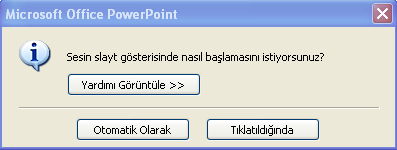 Microsoft Office PowerPoint
Sesin slayt gösterisinde nasıl başlamasını istiyorsunuz?
Yardımı Görüntüle >>
Otomatik Olarak
Tıklatıldığında